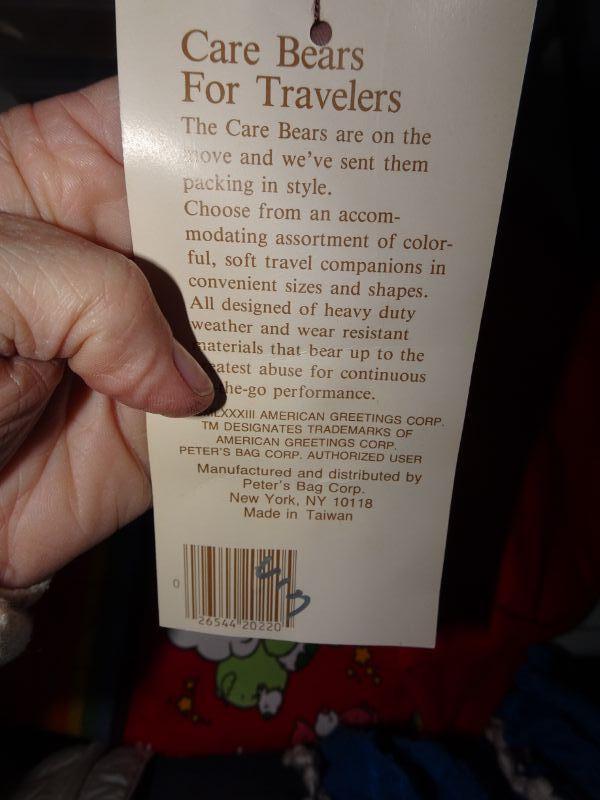 Care Bears
For Travelers
The Care Bears are on the
move and we've sent them
packing in style.
Choose from an accom-
modating assortment of color-
ful, soft travel companions in
convenient sizes and shapes.
All designed of heavy duty
weather and wear resistant
materials that bear up to the
eatest abuse for continuous
he-go performance.
MLXXXIII AMERICAN GREETINGS CORP.
TM DESIGNATES TRADEMARKS OF
AMERICAN GREETINGS CORP.
PETER'S BAG CORP. AUTHORIZED USER
Manufactured and distributed by
Peter's Bag Corp.
New York, NY 10118
Made in Taiwan
0 26544 20220